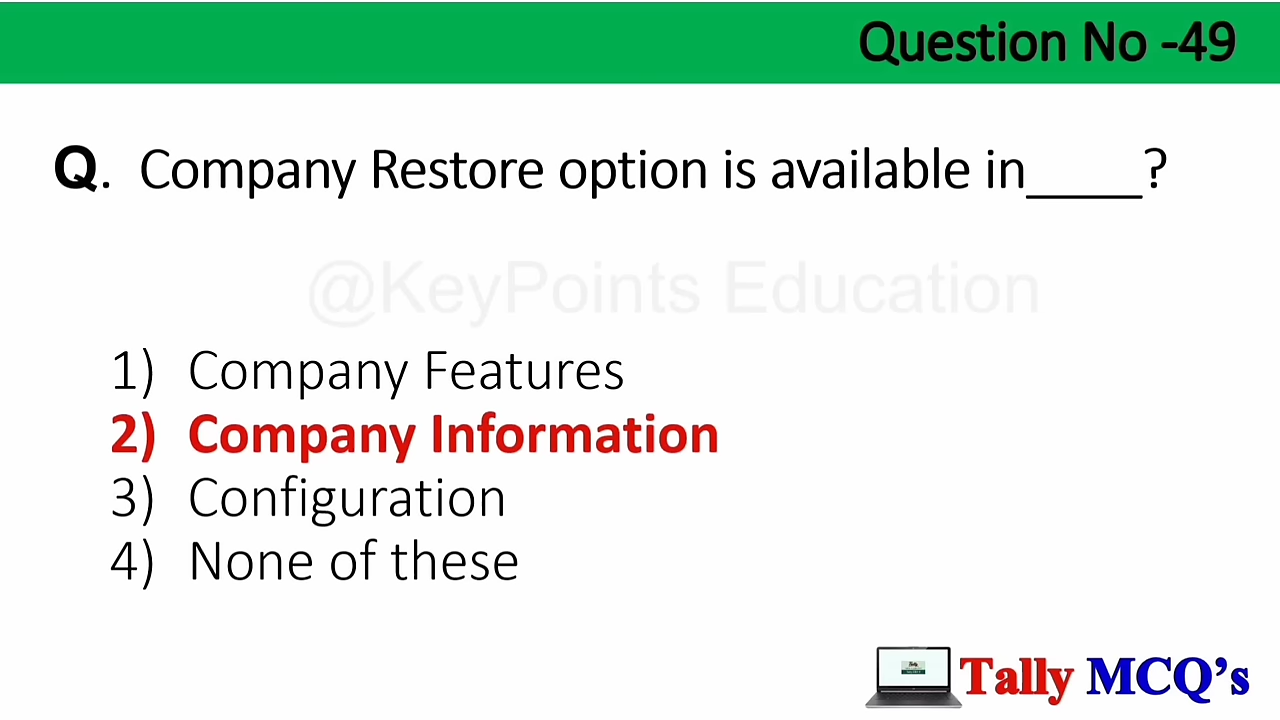 Question No -49
Q. Company Restore option is available in____?
@KeyPoints Education
1) Company Features
2) Company Information
3) Configuration
4) None of these
Tally MCQ's